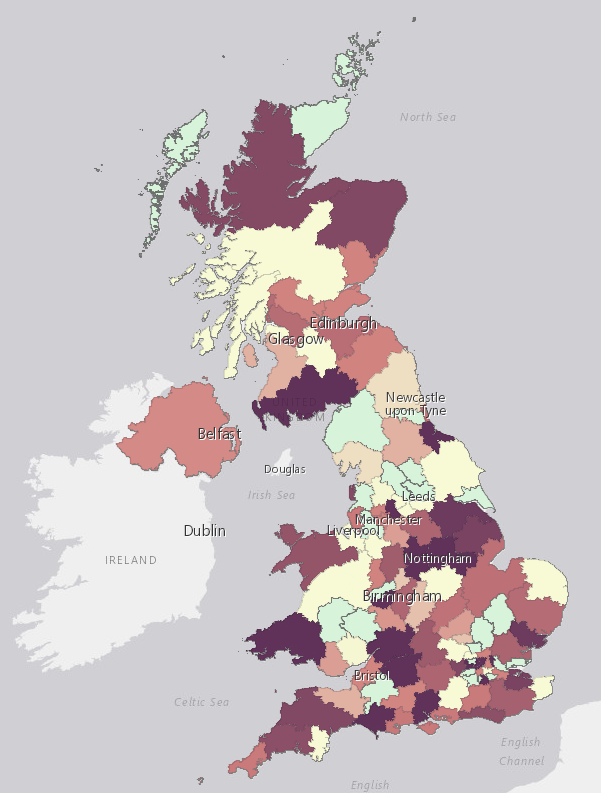 North Sea
Edinburgh
Glasgow
UNITED
KINGDOM
Newcastle
upon Tyne
Belfast
Douglas
Irish Sea
Leeds
Manchester
Liverpool
Dublin
Nottingham
IRELAND
Birmingham
Bristol
Celtic Sea
English
Channel
English